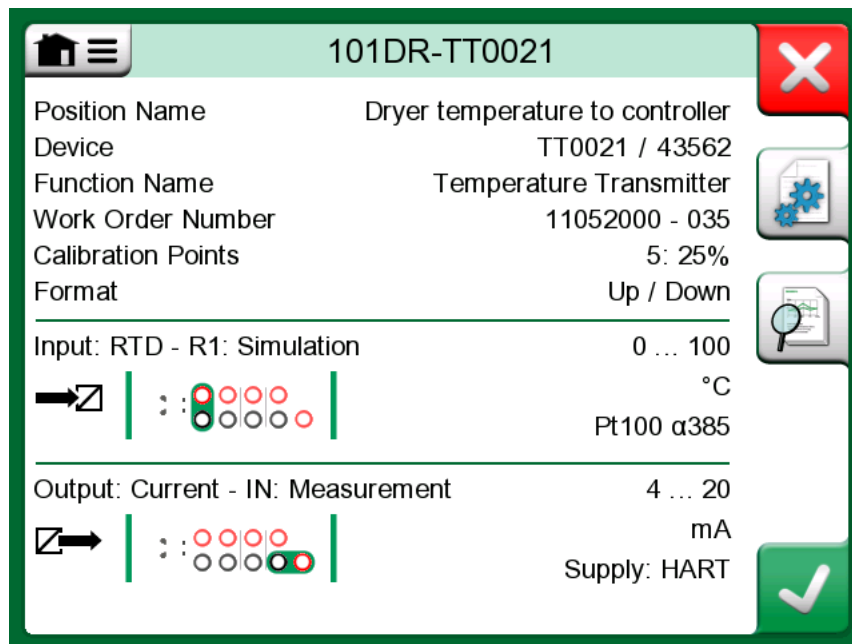 101DR-TT0021
Position Name Dryer temperature to controller
Device TT0021 / 43562
Function Name Temperature Transmitter
Work Order Number 11052000 - 035
Calibration Points 5: 25%
Format Up / Down
Input: RTD - R1: Simulation 0 ... 100
°C
Pt100 α385
Output: Current - IN: Measurement 4 ... 20
mA
Supply: HART